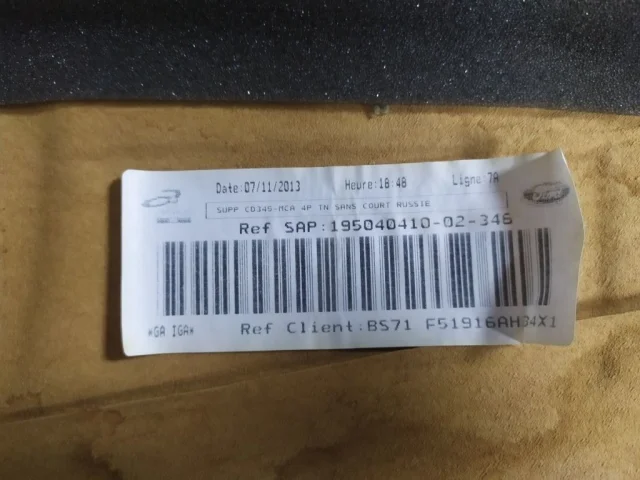 Date:07/11/2013 Heure:18:48 Ligne 7A
SUPP CD345-MCA 4P TN SANS COURT RUSSIE
Ref SAP:195040410-02-346
*GA IGA*
Ref Client:BS71 F51916AH34X1